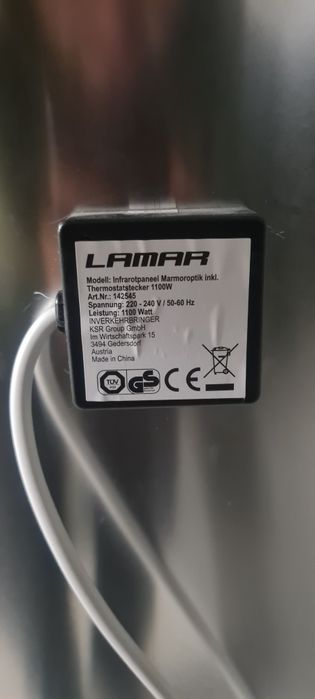 LAMAR
Modell: Infrarotpaneel Marmoroptik inkl.
Thermostatstecker 1100W
Art.Nr.: 142545
Spannung: 220 - 240 V / 50-60 Hz
Leistung: 1100 Watt
INVERKEHRBRINGER
KSR Group GmbH
Im Wirtschaftspark 15
3494 Gedersdorf
Austria
Made in China
TÜV GS CE